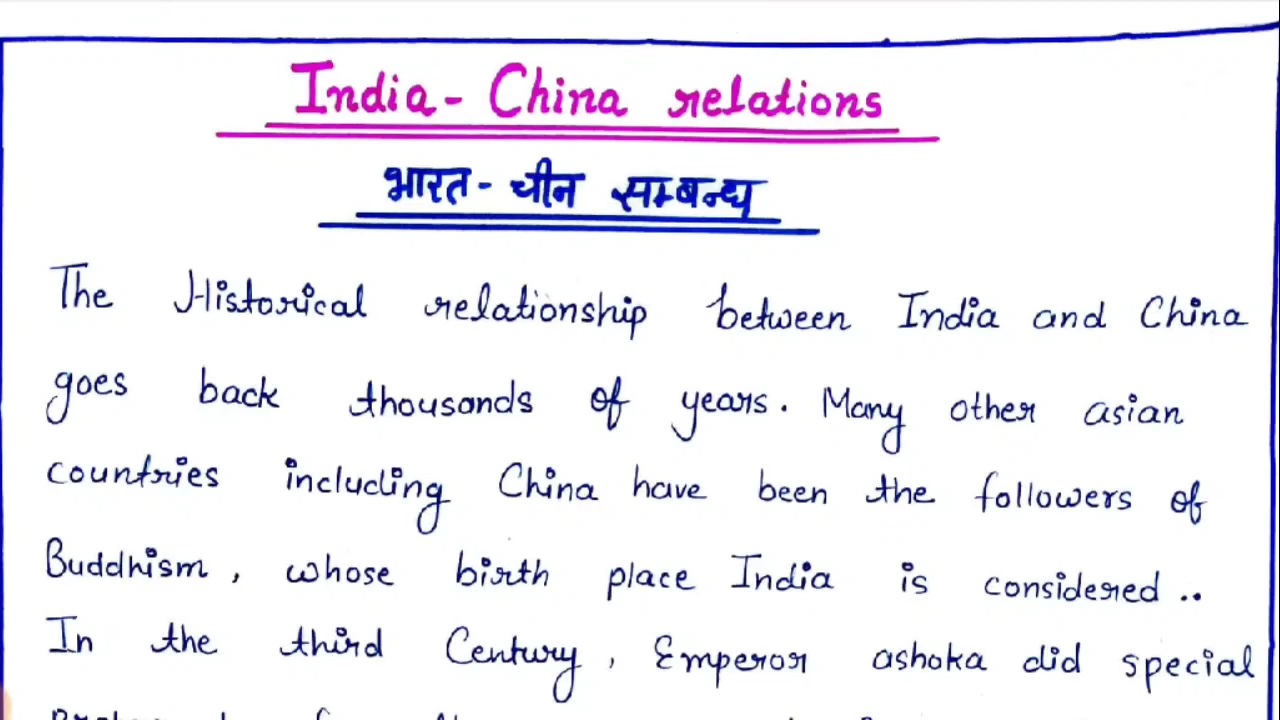 India - China relations
भारत - चीन सम्बन्ध
The Historical relationship between India and China
goes back thousands of years. Many other asian
countries including China have been the followers of
Buddhism, whose birth place India is considered..
In the third Century, Emperor ashoka did special